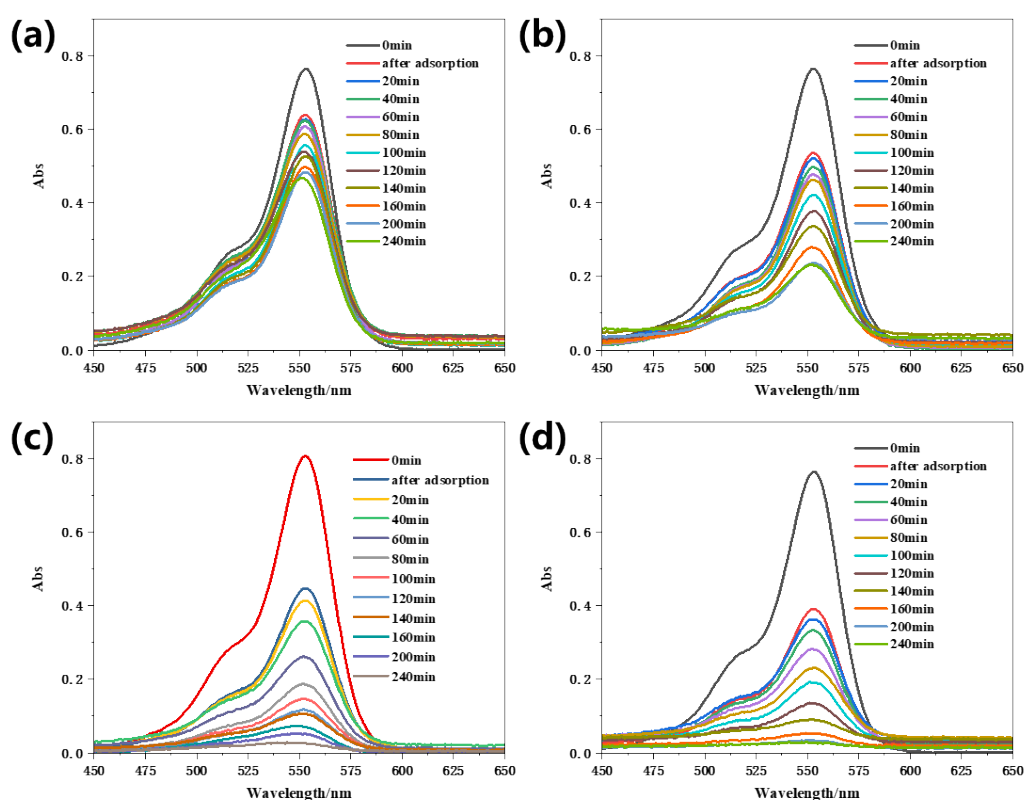 (a)
0.8
0.6
0.4
0.2
0.0
Abs
450
475
500
525
550
575
600
625
650
Wavelength/nm
0min
after adsorption
20min
40min
60min
80min
100min
120min
140min
160min
200min
240min
(b)
0.8
0.6
0.4
0.2
0.0
Abs
450
475
500
525
550
575
600
625
650
Wavelength/nm
0min
after adsorption
20min
40min
60min
80min
100min
120min
140min
160min
200min
240min
(c)
0.8
0.6
0.4
0.2
0.0
Abs
450
475
500
525
550
575
600
625
650
Wavelength/nm
0min
after adsorption
20min
40min
60min
80min
100min
120min
140min
160min
200min
240min
(d)
0.8
0.6
0.4
0.2
0.0
Abs
450
475
500
525
550
575
600
625
650
Wavelength/nm
0min
after adsorption
20min
40min
60min
80min
100min
120min
140min
160min
200min
240min